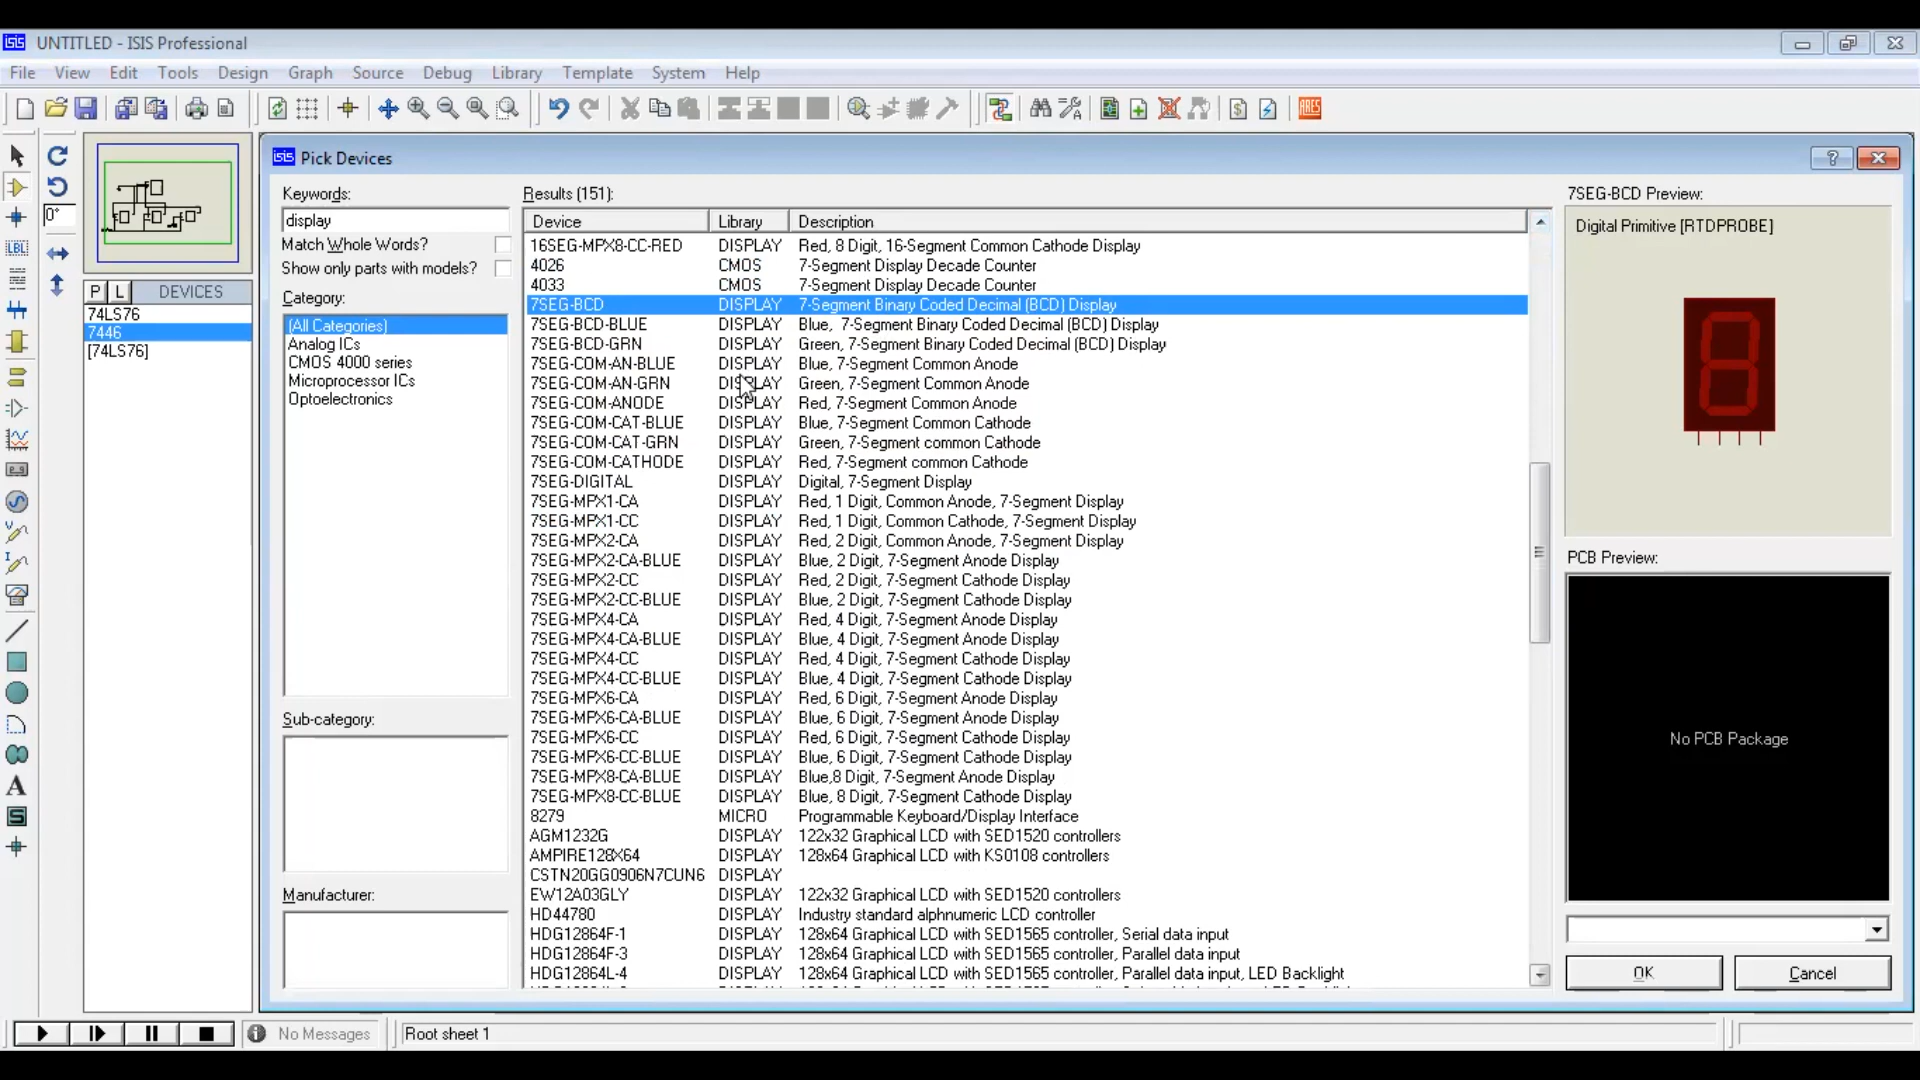 UNTITLED - ISIS Professional
File View Edit Tools Design Graph Source Debug Library Template System Help
ARES
Pick Devices
Keywords:
display
Match Whole Words?
Show only parts with models?
Category:
(All Categories)
Analog ICs
CMOS 4000 series
Microprocessor ICs
Optoelectronics
Sub-category:
Manufacturer:
0°
LBL
P L DEVICES
74LS76
7446
[74LS76]
Results (151):
Device Library Description
16SEG-MPX8-CC-RED DISPLAY Red, 8 Digit, 16-Segment Common Cathode Display
4026 CMOS 7-Segment Display Decade Counter
4033 CMOS 7-Segment Display Decade Counter
7SEG-BCD DISPLAY 7-Segment Binary Coded Decimal (BCD) Display
7SEG-BCD-BLUE DISPLAY Blue, 7-Segment Binary Coded Decimal (BCD) Display
7SEG-BCD-GRN DISPLAY Green, 7-Segment Binary Coded Decimal (BCD) Display
7SEG-COM-AN-BLUE DISPLAY Blue, 7-Segment Common Anode
7SEG-COM-AN-GRN DISPLAY Green, 7-Segment Common Anode
7SEG-COM-ANODE DISPLAY Red, 7-Segment Common Anode
7SEG-COM-CAT-BLUE DISPLAY Blue, 7-Segment Common Cathode
7SEG-COM-CAT-GRN DISPLAY Green, 7-Segment common Cathode
7SEG-COM-CATHODE DISPLAY Red, 7-Segment common Cathode
7SEG-DIGITAL DISPLAY Digital, 7-Segment Display
7SEG-MPX1-CA DISPLAY Red, 1 Digit, Common Anode, 7-Segment Display
7SEG-MPX1-CC DISPLAY Red, 1 Digit, Common Cathode, 7-Segment Display
7SEG-MPX2-CA DISPLAY Red, 2 Digit, Common Anode, 7-Segment Display
7SEG-MPX2-CA-BLUE DISPLAY Blue, 2 Digit, 7-Segment Anode Display
7SEG-MPX2-CC DISPLAY Red, 2 Digit, 7-Segment Cathode Display
7SEG-MPX2-CC-BLUE DISPLAY Blue, 2 Digit, 7-Segment Cathode Display
7SEG-MPX4-CA DISPLAY Red, 4 Digit, 7-Segment Anode Display
7SEG-MPX4-CA-BLUE DISPLAY Blue, 4 Digit, 7-Segment Anode Display
7SEG-MPX4-CC DISPLAY Red, 4 Digit, 7-Segment Cathode Display
7SEG-MPX4-CC-BLUE DISPLAY Blue, 4 Digit, 7-Segment Cathode Display
7SEG-MPX6-CA DISPLAY Red, 6 Digit, 7-Segment Anode Display
7SEG-MPX6-CA-BLUE DISPLAY Blue, 6 Digit, 7-Segment Anode Display
7SEG-MPX6-CC DISPLAY Red, 6 Digit, 7-Segment Cathode Display
7SEG-MPX6-CC-BLUE DISPLAY Blue, 6 Digit, 7-Segment Cathode Display
7SEG-MPX8-CA-BLUE DISPLAY Blue,8 Digit, 7-Segment Anode Display
7SEG-MPX8-CC-BLUE DISPLAY Blue, 8 Digit, 7-Segment Cathode Display
8279 MICRO Programmable Keyboard/Display Interface
AGM1232G DISPLAY 122x32 Graphical LCD with SED1520 controllers
AMPIRE128X64 DISPLAY 128x64 Graphical LCD with KS0108 controllers
CSTN20GG0906N7CUN6 DISPLAY
EW12A03GLY DISPLAY 122x32 Graphical LCD with SED1520 controllers
HD44780 DISPLAY Industry standard alphnumeric LCD controller
HDG12864F-1 DISPLAY 128x64 Graphical LCD with SED1565 controller, Serial data input
HDG12864F-3 DISPLAY 128x64 Graphical LCD with SED1565 controller, Parallel data input
HDG12864L-4 DISPLAY 128x64 Graphical LCD with SED1565 controller, Parallel data input, LED Backlight
7SEG-BCD Preview:
Digital Primitive [RTDPROBE]
PCB Preview:
No PCB Package
OK Cancel
No Messages Root sheet 1